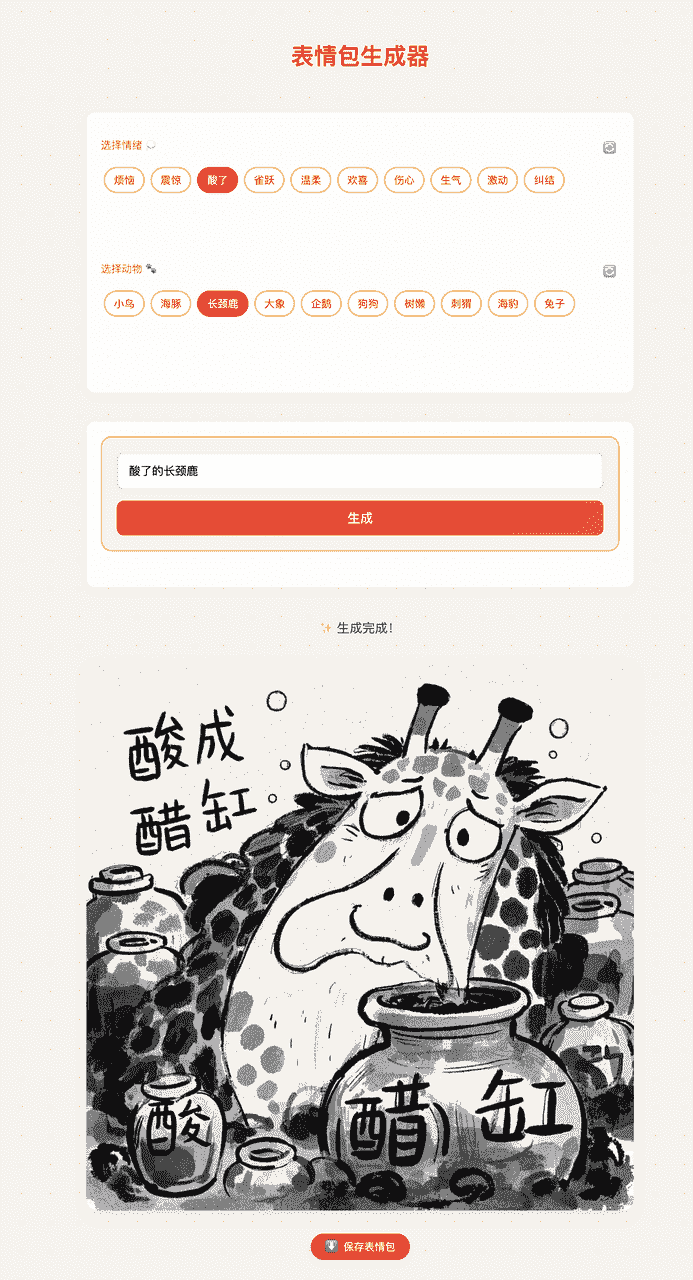 表情包生成器
选择情绪
烦恼 震惊 酸了 雀跃 温柔 欢喜 伤心 生气 激动 纠结
选择动物
小鸟 海豚 长颈鹿 大象 企鹅 狗狗 树懒 刺猬 海豹 兔子
酸了的长颈鹿
生成
✨ 生成完成!
酸成
醋缸
醋缸
酸
保存表情包